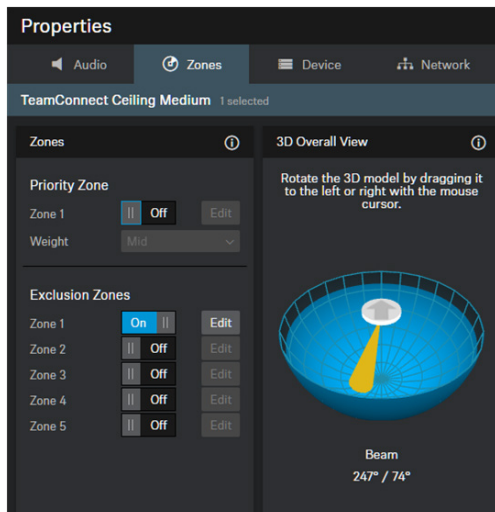 Properties
Audio
Zones
Device
Network
TeamConnect Ceiling Medium 1 selected
Zones
Priority Zone
Zone 1 Off Edit
Weight Mid
Exclusion Zones
Zone 1 On Edit
Zone 2 Off Edit
Zone 3 Off Edit
Zone 4 Off Edit
Zone 5 Off Edit
3D Overall View
Rotate the 3D model by dragging it
to the left or right with the mouse
cursor.
Beam
247° / 74°